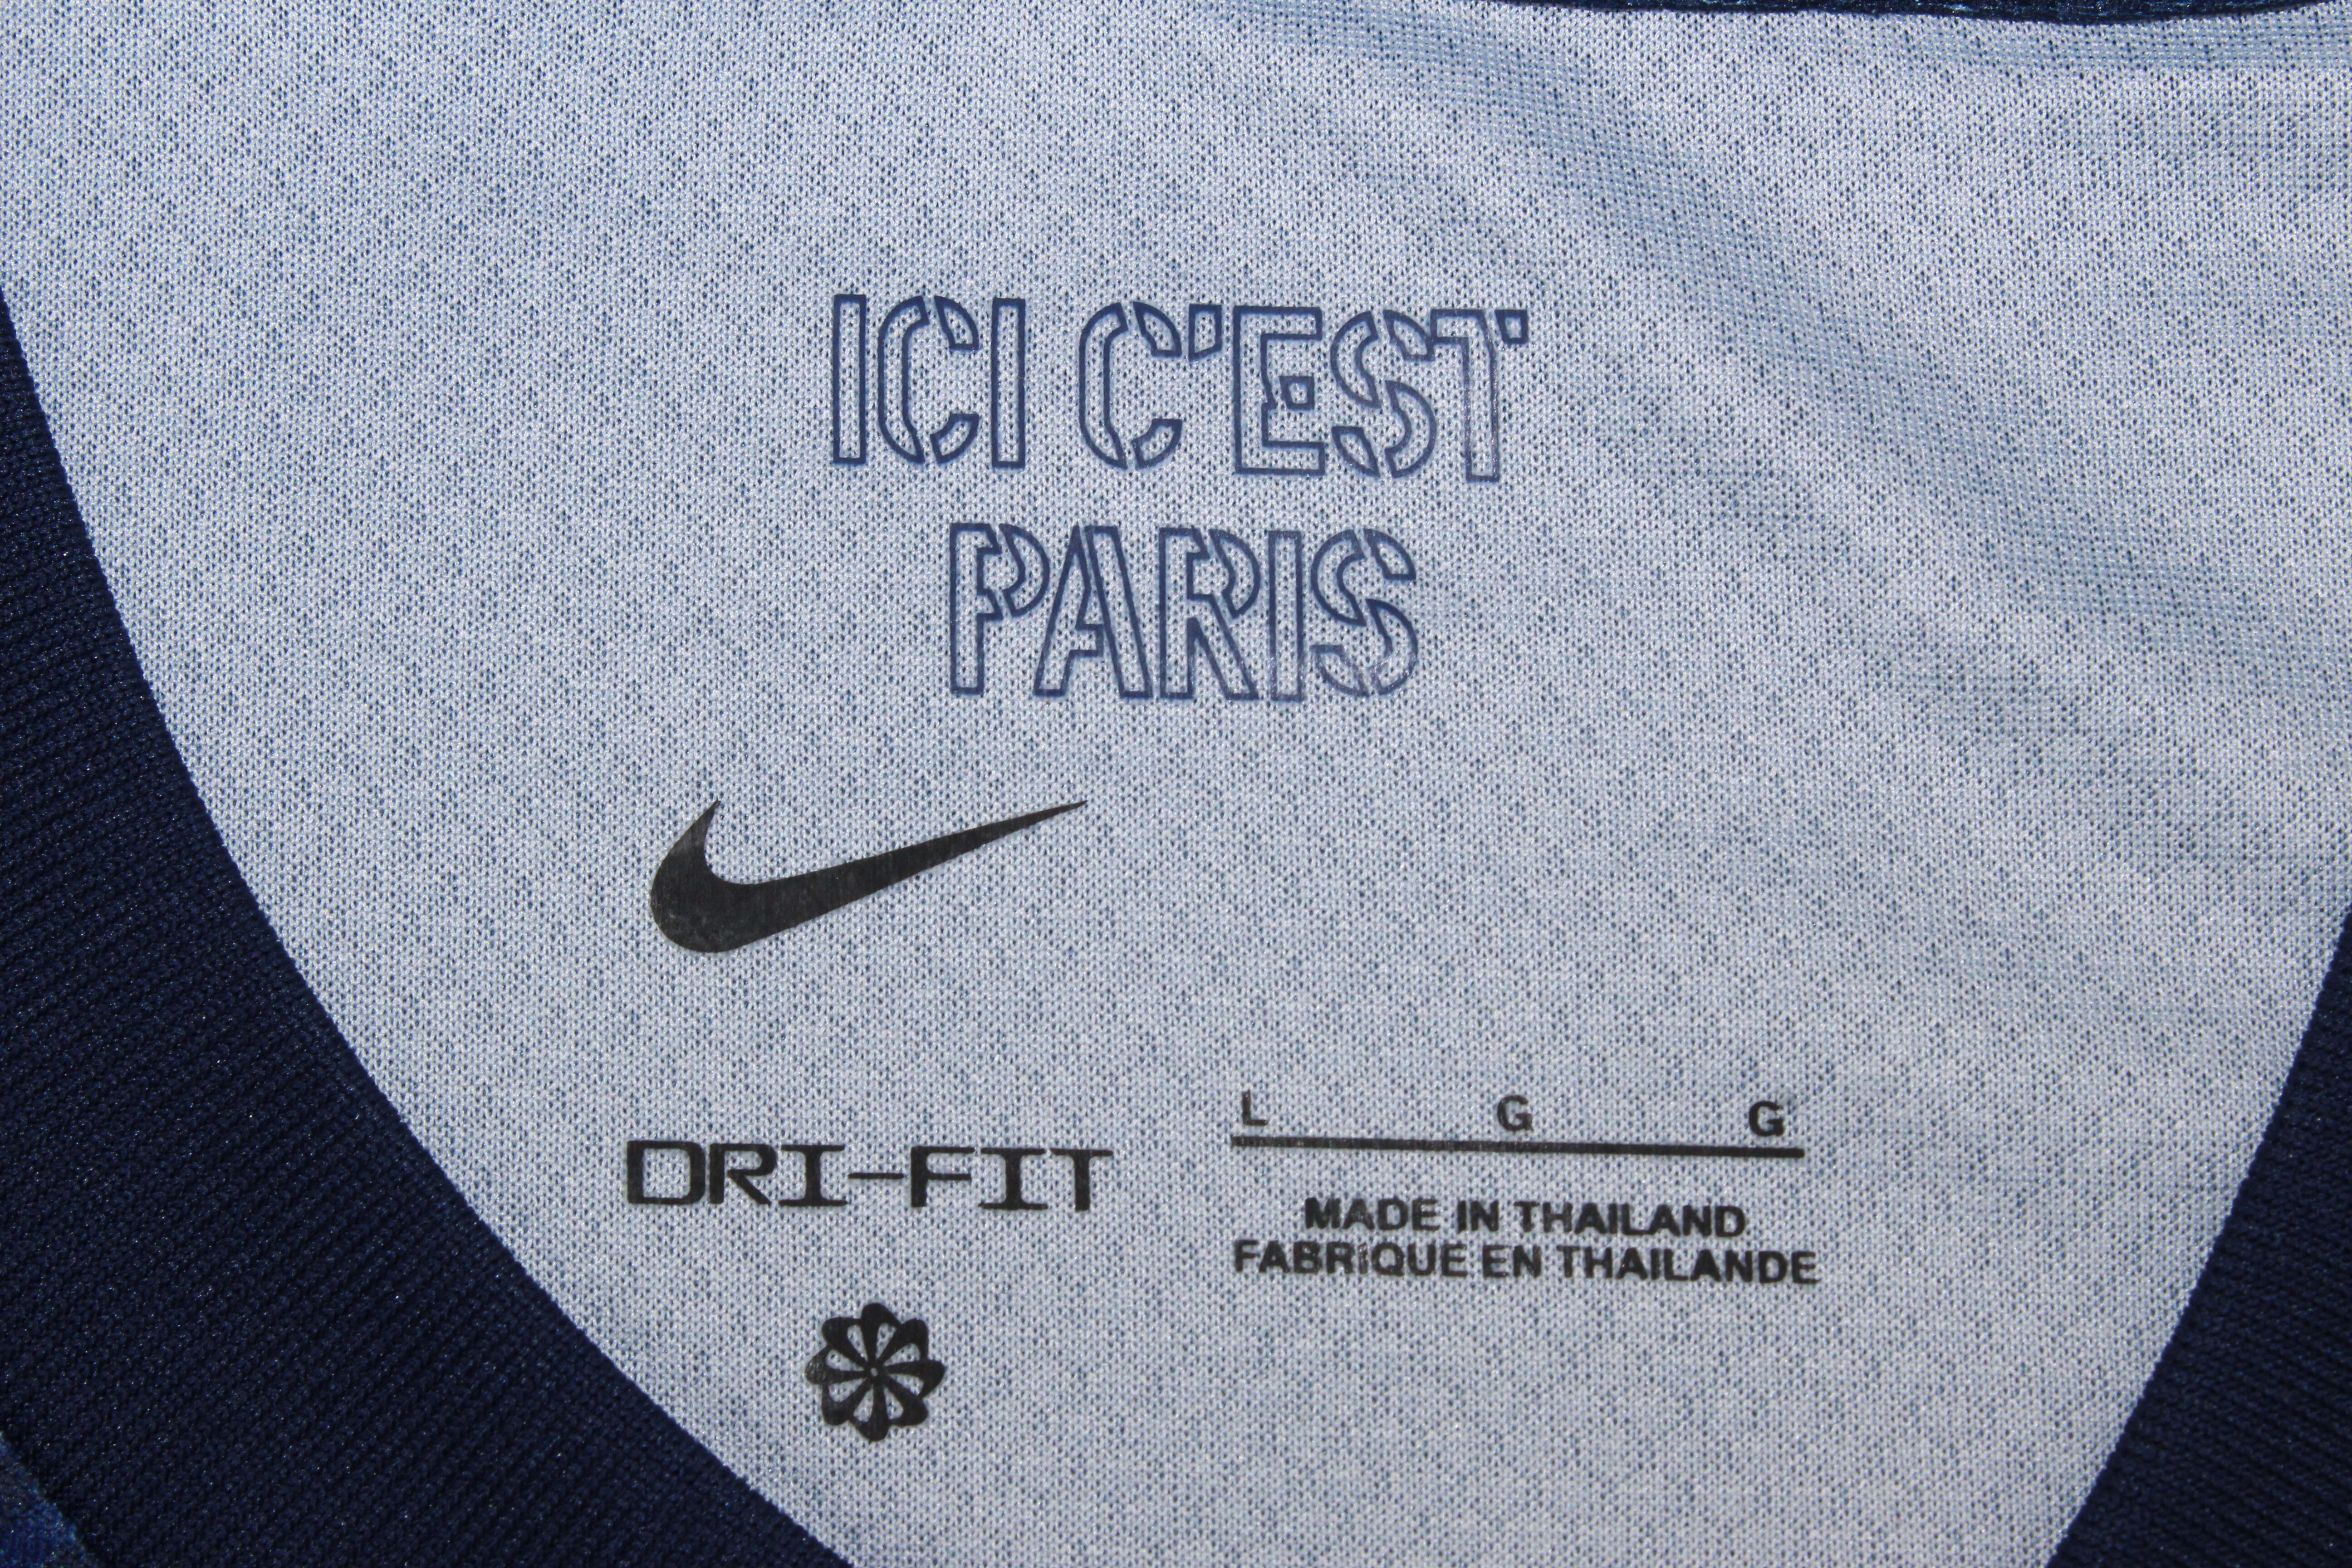 ICI C'EST
PARIS
DRI-FIT
L G G
MADE IN THAILAND
FABRIQUE EN THAILANDE